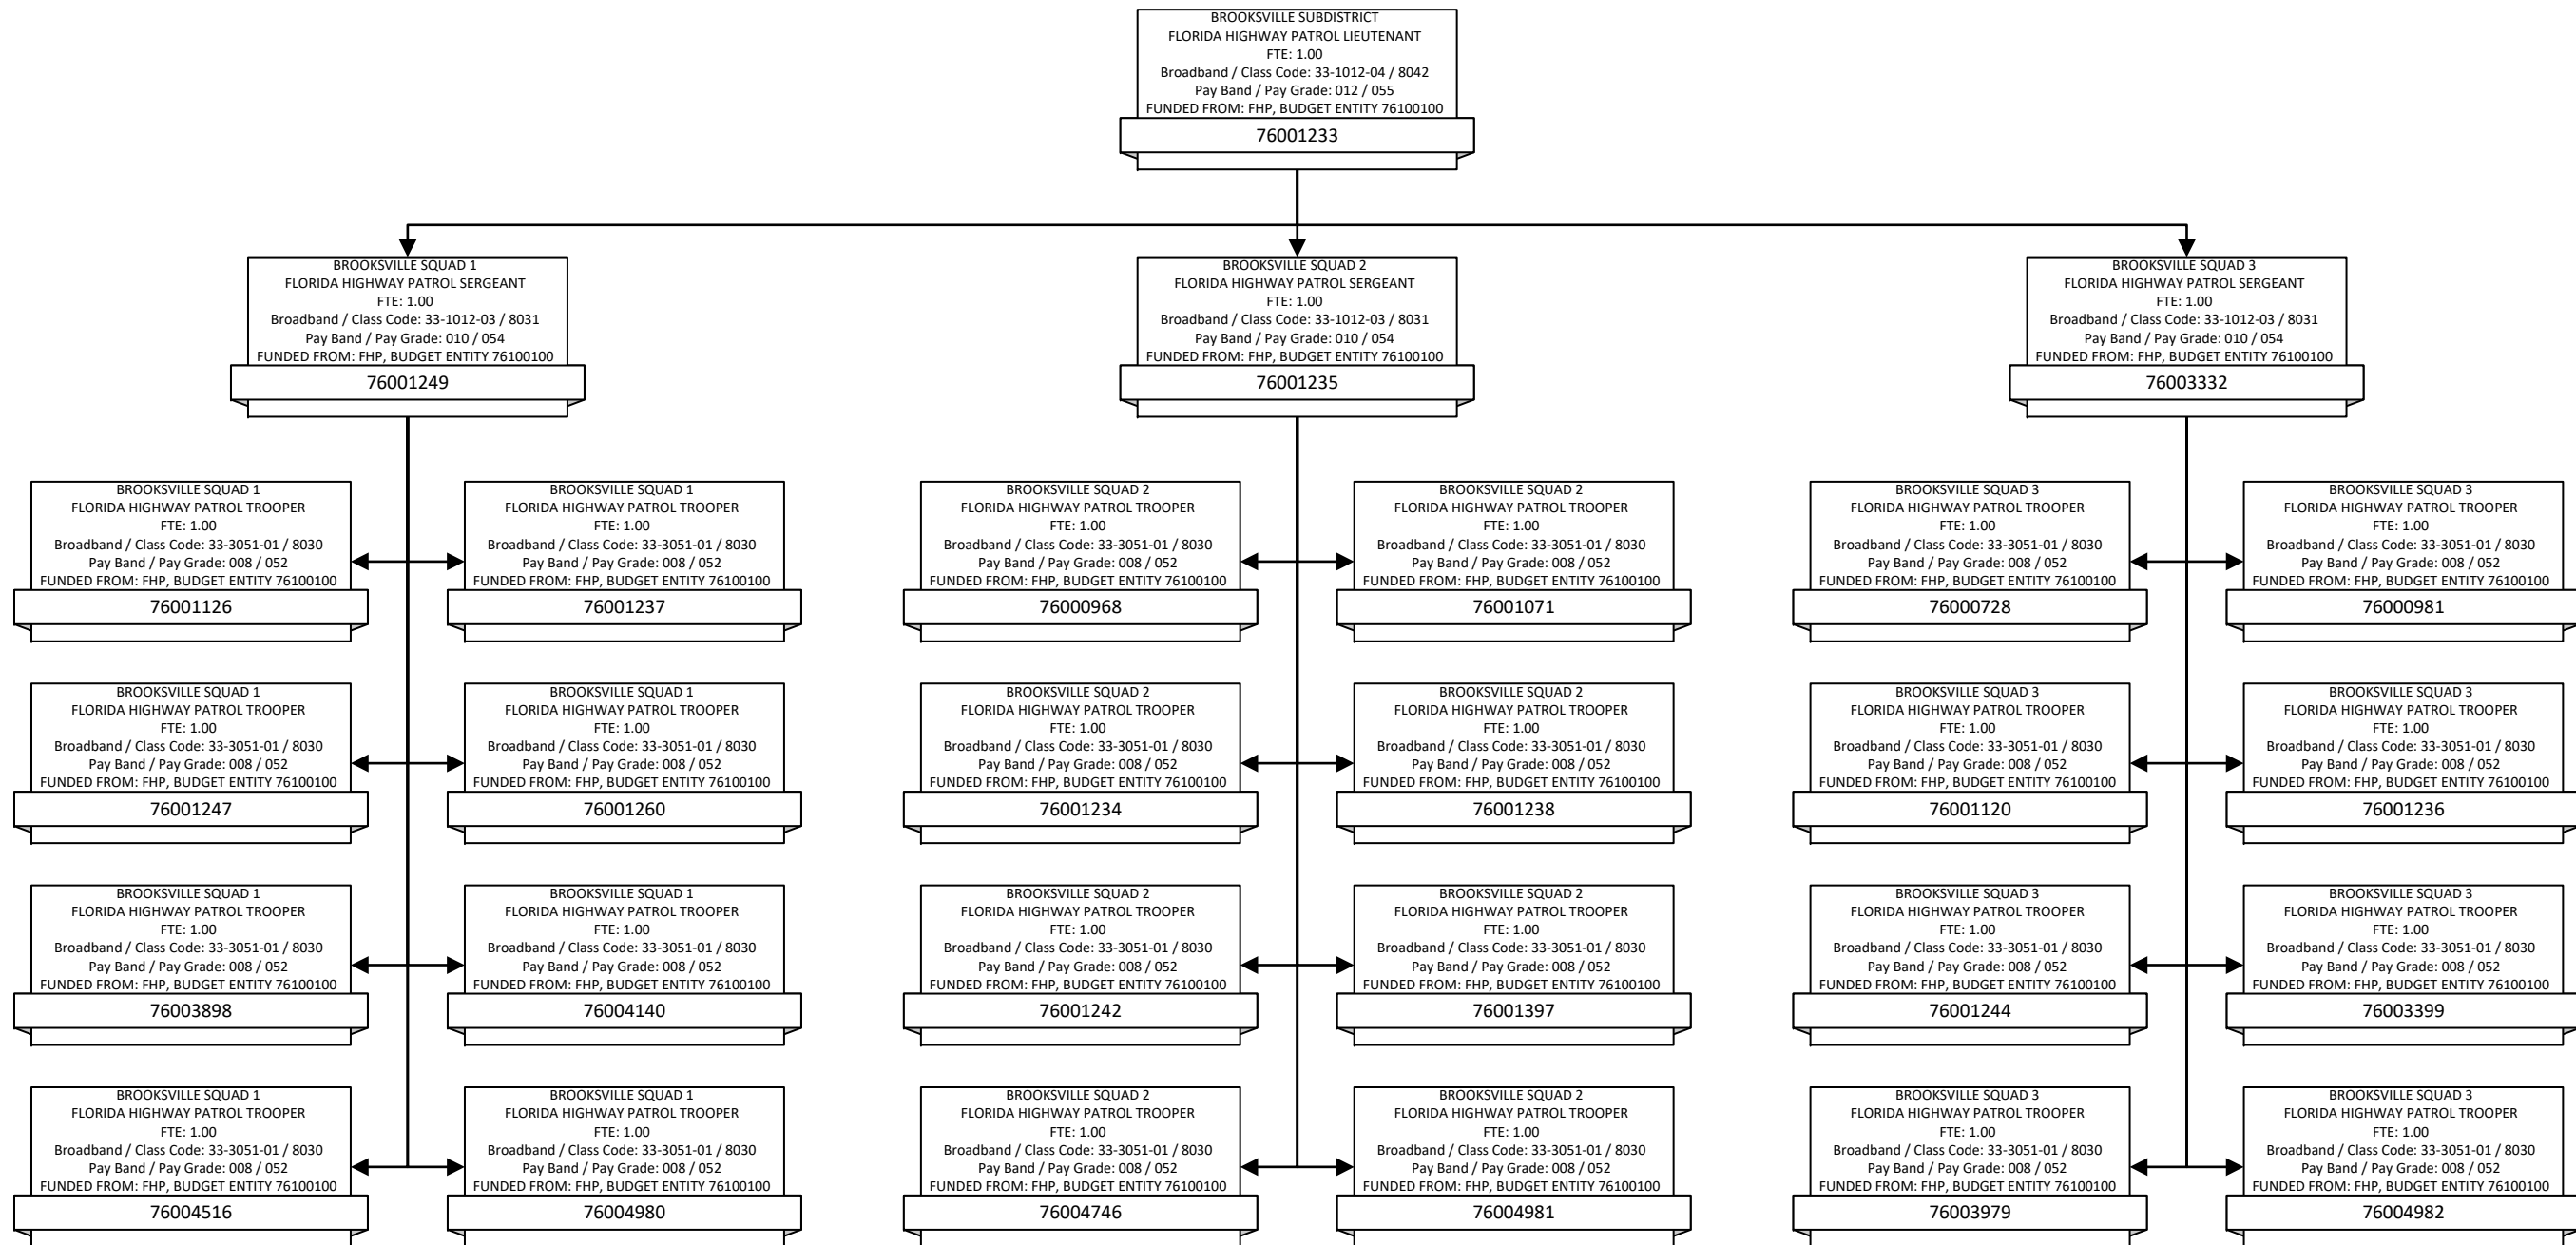 BROOKSVILLE SUBDISTRICT
FLORIDA HIGHWAY PATROL LIEUTENANT
FTE: 1.00
Broadband / Class Code: 33-1012-04 / 8042
Pay Band / Pay Grade: 012 / 055
FUNDED FROM: FHP, BUDGET ENTITY 76100100
76001233
BROOKSVILLE SQUAD 1
FLORIDA HIGHWAY PATROL SERGEANT
FTE: 1.00
Broadband / Class Code: 33-1012-03 / 8031
Pay Band / Pay Grade: 010 / 054
FUNDED FROM: FHP, BUDGET ENTITY 76100100
76001249
BROOKSVILLE SQUAD 2
FLORIDA HIGHWAY PATROL SERGEANT
FTE: 1.00
Broadband / Class Code: 33-1012-03 / 8031
Pay Band / Pay Grade: 010 / 054
FUNDED FROM: FHP, BUDGET ENTITY 76100100
76001235
BROOKSVILLE SQUAD 3
FLORIDA HIGHWAY PATROL SERGEANT
FTE: 1.00
Broadband / Class Code: 33-1012-03 / 8031
Pay Band / Pay Grade: 010 / 054
FUNDED FROM: FHP, BUDGET ENTITY 76100100
76003332
BROOKSVILLE SQUAD 1
FLORIDA HIGHWAY PATROL TROOPER
FTE: 1.00
Broadband / Class Code: 33-3051-01 / 8030
Pay Band / Pay Grade: 008 / 052
FUNDED FROM: FHP, BUDGET ENTITY 76100100
76001126
BROOKSVILLE SQUAD 1
FLORIDA HIGHWAY PATROL TROOPER
FTE: 1.00
Broadband / Class Code: 33-3051-01 / 8030
Pay Band / Pay Grade: 008 / 052
FUNDED FROM: FHP, BUDGET ENTITY 76100100
76001237
BROOKSVILLE SQUAD 2
FLORIDA HIGHWAY PATROL TROOPER
FTE: 1.00
Broadband / Class Code: 33-3051-01 / 8030
Pay Band / Pay Grade: 008 / 052
FUNDED FROM: FHP, BUDGET ENTITY 76100100
76000968
BROOKSVILLE SQUAD 2
FLORIDA HIGHWAY PATROL TROOPER
FTE: 1.00
Broadband / Class Code: 33-3051-01 / 8030
Pay Band / Pay Grade: 008 / 052
FUNDED FROM: FHP, BUDGET ENTITY 76100100
76001071
BROOKSVILLE SQUAD 3
FLORIDA HIGHWAY PATROL TROOPER
FTE: 1.00
Broadband / Class Code: 33-3051-01 / 8030
Pay Band / Pay Grade: 008 / 052
FUNDED FROM: FHP, BUDGET ENTITY 76100100
76000728
BROOKSVILLE SQUAD 3
FLORIDA HIGHWAY PATROL TROOPER
FTE: 1.00
Broadband / Class Code: 33-3051-01 / 8030
Pay Band / Pay Grade: 008 / 052
FUNDED FROM: FHP, BUDGET ENTITY 76100100
76000981
BROOKSVILLE SQUAD 1
FLORIDA HIGHWAY PATROL TROOPER
FTE: 1.00
Broadband / Class Code: 33-3051-01 / 8030
Pay Band / Pay Grade: 008 / 052
FUNDED FROM: FHP, BUDGET ENTITY 76100100
76001247
BROOKSVILLE SQUAD 1
FLORIDA HIGHWAY PATROL TROOPER
FTE: 1.00
Broadband / Class Code: 33-3051-01 / 8030
Pay Band / Pay Grade: 008 / 052
FUNDED FROM: FHP, BUDGET ENTITY 76100100
76001260
BROOKSVILLE SQUAD 2
FLORIDA HIGHWAY PATROL TROOPER
FTE: 1.00
Broadband / Class Code: 33-3051-01 / 8030
Pay Band / Pay Grade: 008 / 052
FUNDED FROM: FHP, BUDGET ENTITY 76100100
76001234
BROOKSVILLE SQUAD 2
FLORIDA HIGHWAY PATROL TROOPER
FTE: 1.00
Broadband / Class Code: 33-3051-01 / 8030
Pay Band / Pay Grade: 008 / 052
FUNDED FROM: FHP, BUDGET ENTITY 76100100
76001238
BROOKSVILLE SQUAD 3
FLORIDA HIGHWAY PATROL TROOPER
FTE: 1.00
Broadband / Class Code: 33-3051-01 / 8030
Pay Band / Pay Grade: 008 / 052
FUNDED FROM: FHP, BUDGET ENTITY 76100100
76001120
BROOKSVILLE SQUAD 3
FLORIDA HIGHWAY PATROL TROOPER
FTE: 1.00
Broadband / Class Code: 33-3051-01 / 8030
Pay Band / Pay Grade: 008 / 052
FUNDED FROM: FHP, BUDGET ENTITY 76100100
76001236
BROOKSVILLE SQUAD 1
FLORIDA HIGHWAY PATROL TROOPER
FTE: 1.00
Broadband / Class Code: 33-3051-01 / 8030
Pay Band / Pay Grade: 008 / 052
FUNDED FROM: FHP, BUDGET ENTITY 76100100
76003898
BROOKSVILLE SQUAD 1
FLORIDA HIGHWAY PATROL TROOPER
FTE: 1.00
Broadband / Class Code: 33-3051-01 / 8030
Pay Band / Pay Grade: 008 / 052
FUNDED FROM: FHP, BUDGET ENTITY 76100100
76004140
BROOKSVILLE SQUAD 2
FLORIDA HIGHWAY PATROL TROOPER
FTE: 1.00
Broadband / Class Code: 33-3051-01 / 8030
Pay Band / Pay Grade: 008 / 052
FUNDED FROM: FHP, BUDGET ENTITY 76100100
76001242
BROOKSVILLE SQUAD 2
FLORIDA HIGHWAY PATROL TROOPER
FTE: 1.00
Broadband / Class Code: 33-3051-01 / 8030
Pay Band / Pay Grade: 008 / 052
FUNDED FROM: FHP, BUDGET ENTITY 76100100
76001397
BROOKSVILLE SQUAD 3
FLORIDA HIGHWAY PATROL TROOPER
FTE: 1.00
Broadband / Class Code: 33-3051-01 / 8030
Pay Band / Pay Grade: 008 / 052
FUNDED FROM: FHP, BUDGET ENTITY 76100100
76001244
BROOKSVILLE SQUAD 3
FLORIDA HIGHWAY PATROL TROOPER
FTE: 1.00
Broadband / Class Code: 33-3051-01 / 8030
Pay Band / Pay Grade: 008 / 052
FUNDED FROM: FHP, BUDGET ENTITY 76100100
76003399
BROOKSVILLE SQUAD 1
FLORIDA HIGHWAY PATROL TROOPER
FTE: 1.00
Broadband / Class Code: 33-3051-01 / 8030
Pay Band / Pay Grade: 008 / 052
FUNDED FROM: FHP, BUDGET ENTITY 76100100
76004516
BROOKSVILLE SQUAD 1
FLORIDA HIGHWAY PATROL TROOPER
FTE: 1.00
Broadband / Class Code: 33-3051-01 / 8030
Pay Band / Pay Grade: 008 / 052
FUNDED FROM: FHP, BUDGET ENTITY 76100100
76004980
BROOKSVILLE SQUAD 2
FLORIDA HIGHWAY PATROL TROOPER
FTE: 1.00
Broadband / Class Code: 33-3051-01 / 8030
Pay Band / Pay Grade: 008 / 052
FUNDED FROM: FHP, BUDGET ENTITY 76100100
76004746
BROOKSVILLE SQUAD 2
FLORIDA HIGHWAY PATROL TROOPER
FTE: 1.00
Broadband / Class Code: 33-3051-01 / 8030
Pay Band / Pay Grade: 008 / 052
FUNDED FROM: FHP, BUDGET ENTITY 76100100
76004981
BROOKSVILLE SQUAD 3
FLORIDA HIGHWAY PATROL TROOPER
FTE: 1.00
Broadband / Class Code: 33-3051-01 / 8030
Pay Band / Pay Grade: 008 / 052
FUNDED FROM: FHP, BUDGET ENTITY 76100100
76003979
BROOKSVILLE SQUAD 3
FLORIDA HIGHWAY PATROL TROOPER
FTE: 1.00
Broadband / Class Code: 33-3051-01 / 8030
Pay Band / Pay Grade: 008 / 052
FUNDED FROM: FHP, BUDGET ENTITY 76100100
76004982